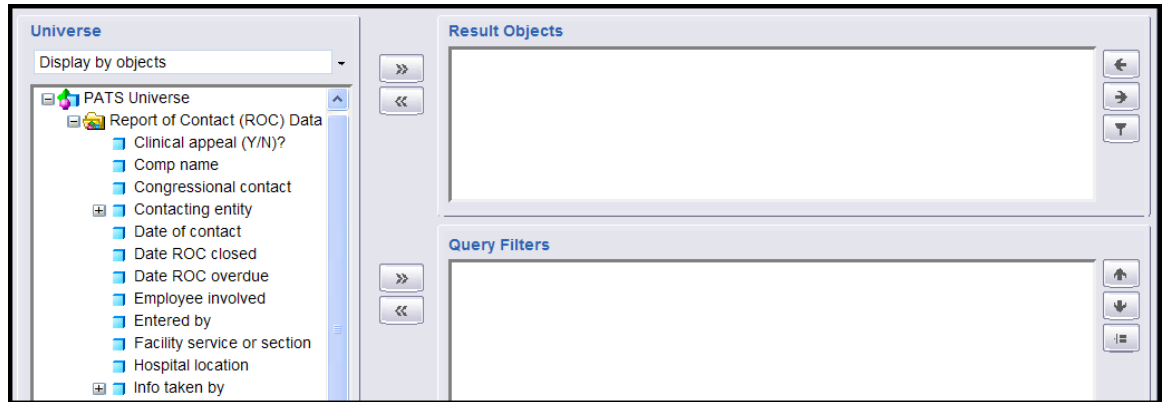 Universe
Display by objects
PATS Universe
Report of Contact (ROC) Data
Clinical appeal (Y/N)?
Comp name
Congressional contact
Contacting entity
Date of contact
Date ROC closed
Date ROC overdue
Employee involved
Entered by
Facility service or section
Hospital location
Info taken by
Result Objects
Query Filters